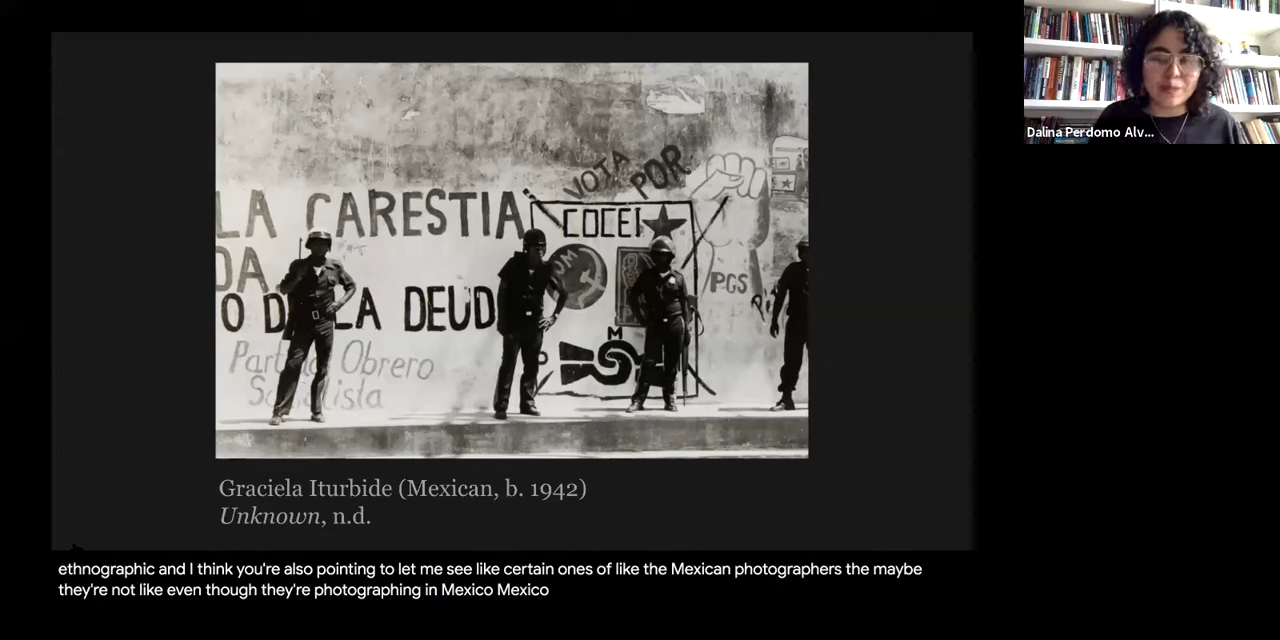 LA CARESTIA
DA
O D LA DEUD
Partido Obrero
Socialista
VOTA POR
COCEI
M
PGS
Graciela Iturbide (Mexican, b. 1942)
Unknown, n.d.
ethnographic and I think you're also pointing to let me see like certain ones of like the Mexican photographers the maybe
they're not like even though they're photographing in Mexico Mexico
Dalina Perdomo Alv...